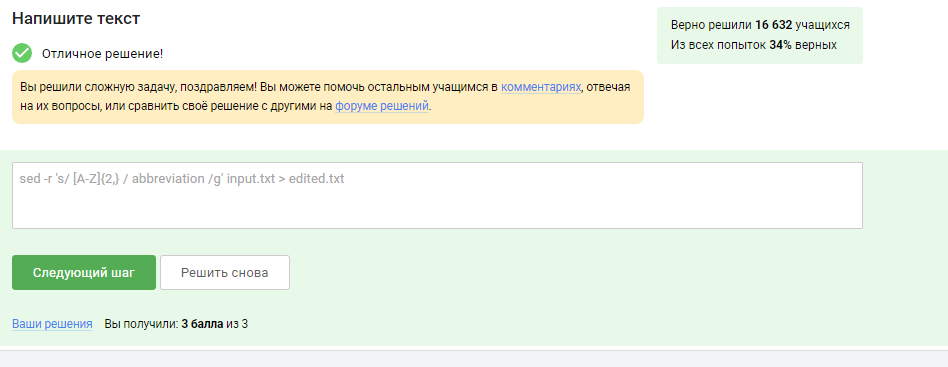 Напишите текст
Верно решили 16 632 учащихся
Из всех попыток 34% верных
Отличное решение!
Вы решили сложную задачу, поздравляем! Вы можете помочь остальным учащимся в комментариях, отвечая
на их вопросы, или сравнить своё решение с другими на форуме решений.
sed -r 's/ [A-Z]{2,} / abbreviation /g' input.txt > edited.txt
Следующий шаг
Решить снова
Ваши решения Вы получили: 3 балла из 3